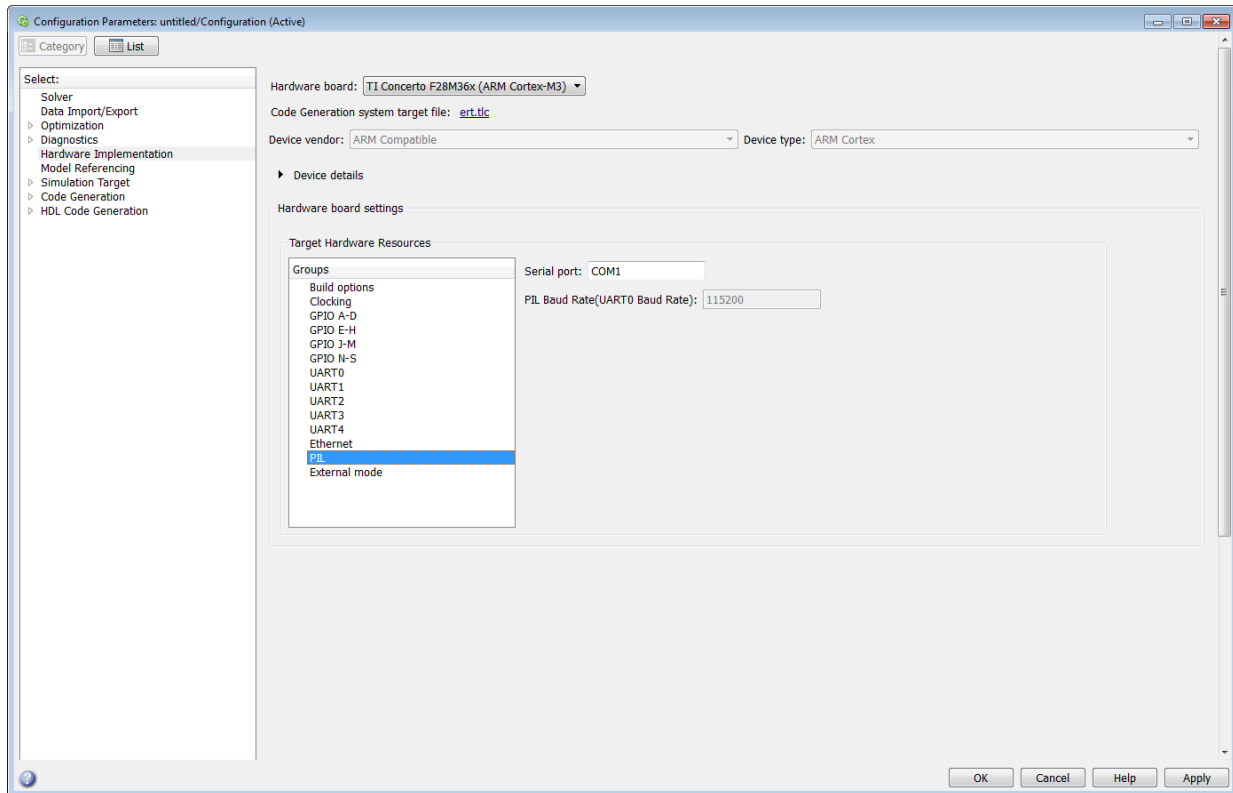 Configuration Parameters: untitled/Configuration (Active)
Category List
Select:
Solver
Data Import/Export
Optimization
Diagnostics
Hardware Implementation
Model Referencing
Simulation Target
Code Generation
HDL Code Generation
Hardware board: TI Concerto F28M36x (ARM Cortex-M3)
Code Generation system target file: ert.tlc
Device vendor: ARM Compatible Device type: ARM Cortex
Device details
Hardware board settings
Target Hardware Resources
Groups
Build options
Clocking
GPIO A-D
GPIO E-H
GPIO J-M
GPIO N-S
UART0
UART1
UART2
UART3
UART4
Ethernet
PIL
External mode
Serial port: COM1
PIL Baud Rate(UART0 Baud Rate): 115200
OK Cancel Help Apply